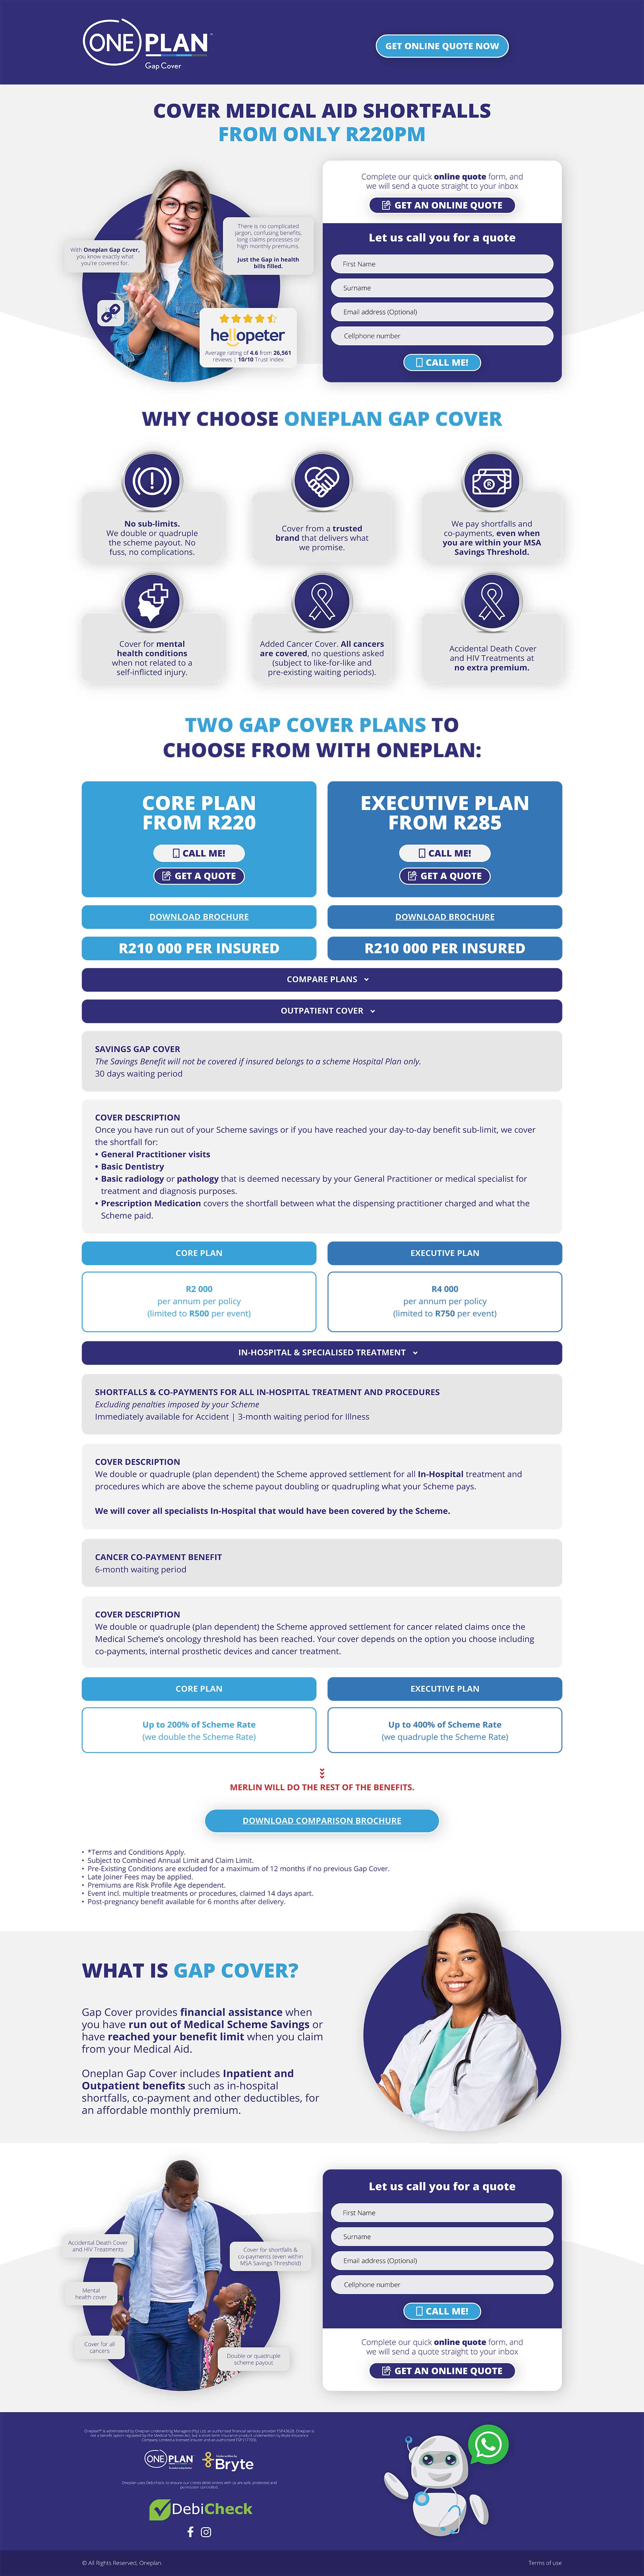 ONE PLAN
Gap Cover
GET ONLINE QUOTE NOW
COVER MEDICAL AID SHORTFALLS
FROM ONLY R220PM
With Oneplan Gap Cover,
you know exactly what
you're covered for.
There is no complicated
jargon, confusing benefits,
long claims processes or
high monthly premiums.
Just the Gap in health
bills filled.
hellopeter
Average rating of 4.6 from 26,561
reviews | 10/10 Trust Index
Complete our quick online quote form, and
we will send a quote straight to your inbox
GET AN ONLINE QUOTE
Let us call you for a quote
First Name
Surname
Email address (Optional)
Cellphone number
CALL ME!
WHY CHOOSE ONEPLAN GAP COVER
No sub-limits.
We double or quadruple
the scheme payout. No
fuss, no complications.
Cover from a trusted
brand that delivers what
we promise.
We pay shortfalls and
co-payments, even when
you are within your MSA
Savings Threshold.
Cover for mental
health conditions
when not related to a
self-inflicted injury.
Added Cancer Cover. All cancers
are covered, no questions asked
(subject to like-for-like and
pre-existing waiting periods).
Accidental Death Cover
and HIV Treatments at
no extra premium.
TWO GAP COVER PLANS TO
CHOOSE FROM WITH ONEPLAN:
CORE PLAN
FROM R220
CALL ME!
GET A QUOTE
EXECUTIVE PLAN
FROM R285
CALL ME!
GET A QUOTE
DOWNLOAD BROCHURE
DOWNLOAD BROCHURE
R210 000 PER INSURED
R210 000 PER INSURED
COMPARE PLANS
OUTPATIENT COVER
SAVINGS GAP COVER
The Savings Benefit will not be covered if insured belongs to a scheme Hospital Plan only.
30 days waiting period
COVER DESCRIPTION
Once you have run out of your Scheme savings or if you have reached your day-to-day benefit sub-limit, we cover
the shortfall for:
• General Practitioner visits
• Basic Dentistry
• Basic radiology or pathology that is deemed necessary by your General Practitioner or medical specialist for
treatment and diagnosis purposes.
• Prescription Medication covers the shortfall between what the dispensing practitioner charged and what the
Scheme paid.
CORE PLAN
EXECUTIVE PLAN
R2 000
per annum per policy
(limited to R500 per event)
R4 000
per annum per policy
(limited to R750 per event)
IN-HOSPITAL & SPECIALISED TREATMENT
SHORTFALLS & CO-PAYMENTS FOR ALL IN-HOSPITAL TREATMENT AND PROCEDURES
Excluding penalties imposed by your Scheme
Immediately available for Accident | 3-month waiting period for Illness
COVER DESCRIPTION
We double or quadruple (plan dependent) the Scheme approved settlement for all In-Hospital treatment and
procedures which are above the scheme payout doubling or quadrupling what your Scheme pays.
We will cover all specialists In-Hospital that would have been covered by the Scheme.
CANCER CO-PAYMENT BENEFIT
6-month waiting period
COVER DESCRIPTION
We double or quadruple (plan dependent) the Scheme approved settlement for cancer related claims once the
Medical Scheme's oncology threshold has been reached. Your cover depends on the option you choose including
co-payments, internal prosthetic devices and cancer treatment.
CORE PLAN
EXECUTIVE PLAN
Up to 200% of Scheme Rate
(we double the Scheme Rate)
Up to 400% of Scheme Rate
(we quadruple the Scheme Rate)
MERLIN WILL DO THE REST OF THE BENEFITS.
DOWNLOAD COMPARISON BROCHURE
• *Terms and Conditions Apply.
• Subject to Combined Annual Limit and Claim Limit.
• Pre-Existing Conditions are excluded for a maximum of 12 months if no previous Gap Cover.
• Late Joiner Fees may be applied.
• Premiums are Risk Profile Age dependent.
• Event incl. multiple treatments or procedures, claimed 14 days apart.
• Post-pregnancy benefit available for 6 months after delivery.
WHAT IS GAP COVER?
Gap Cover provides financial assistance when
you have run out of Medical Scheme Savings or
have reached your benefit limit when you claim
from your Medical Aid.
Oneplan Gap Cover includes Inpatient and
Outpatient benefits such as in-hospital
shortfalls, co-payment and other deductibles, for
an affordable monthly premium.
Accidental Death Cover
and HIV Treatments
Mental
health cover
Cover for all
cancers
Cover for shortfalls &
co-payments (even within
MSA Savings Threshold)
Double or quadruple
scheme payout
Let us call you for a quote
First Name
Surname
Email address (Optional)
Cellphone number
CALL ME!
Complete our quick online quote form, and
we will send a quote straight to your inbox
GET AN ONLINE QUOTE
ONE PLAN
Bryte
DebiCheck
© All Rights Reserved, Oneplan.
Terms of use